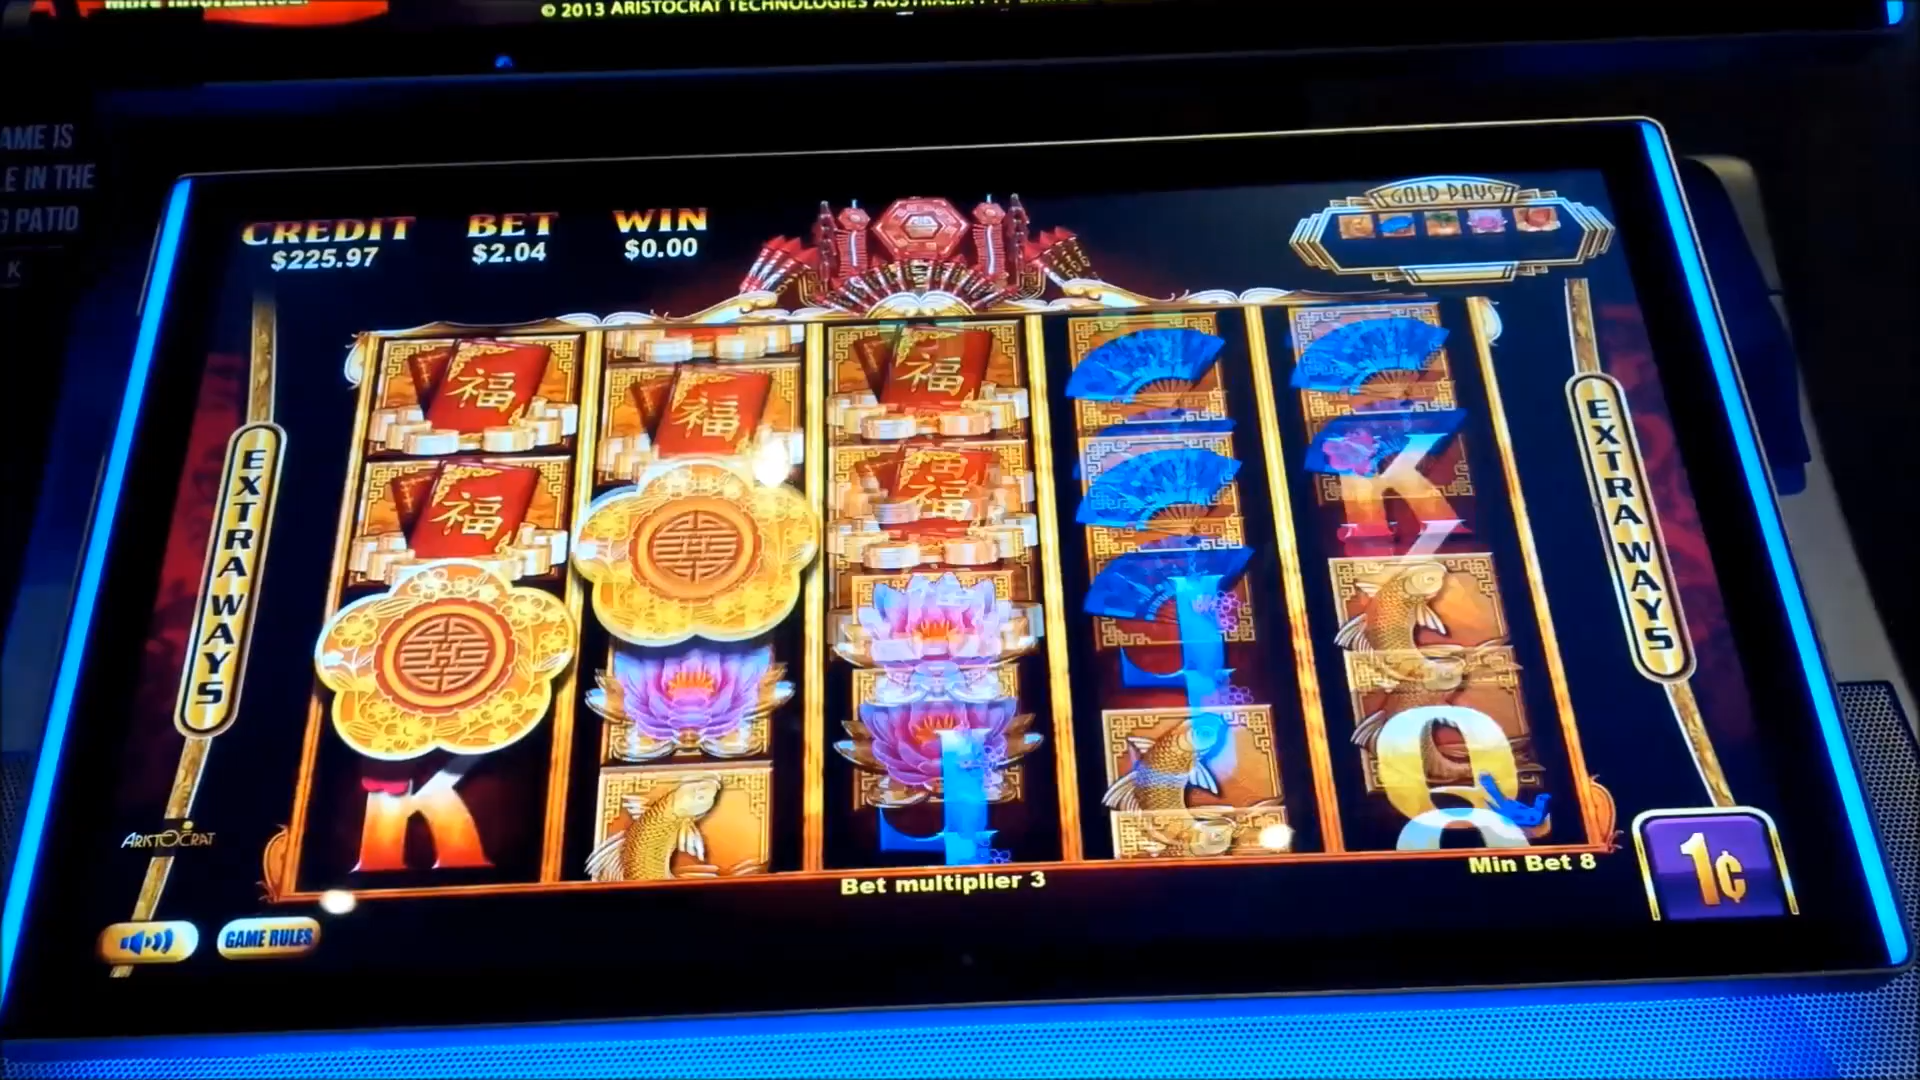 © 2013 ARISTOCRAT TECHNOLOGIES AUSTRALIA
AME IS
E IN THE
G PATIO
K
CREDIT
$225.97
BET
$2.04
WIN
$0.00
GOLD PAYS
EXTRA WAYS
EXTRA WAYS
福
福
福
福
福
K
K
J
J
ARISTOCRAT
Bet multiplier 3
Min Bet 8
1¢
GAME RULES